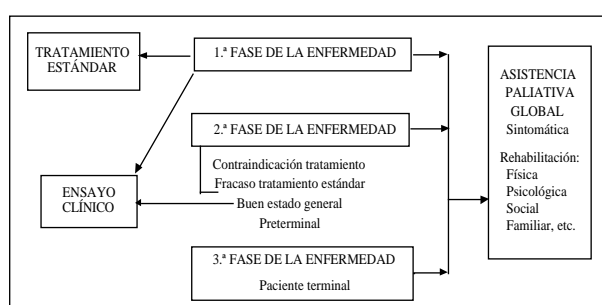 TRATAMIENTO
ESTÁNDAR
1.ª FASE DE LA ENFERMEDAD
2.ª FASE DE LA ENFERMEDAD
Contraindicación tratamiento
Fracaso tratamiento estándar
Buen estado general
Preterminal
ENSAYO
CLÍNICO
3.ª FASE DE LA ENFERMEDAD
Paciente terminal
ASISTENCIA
PALIATIVA
GLOBAL
Sintomática
Rehabilitación:
Física
Psicológica
Social
Familiar, etc.